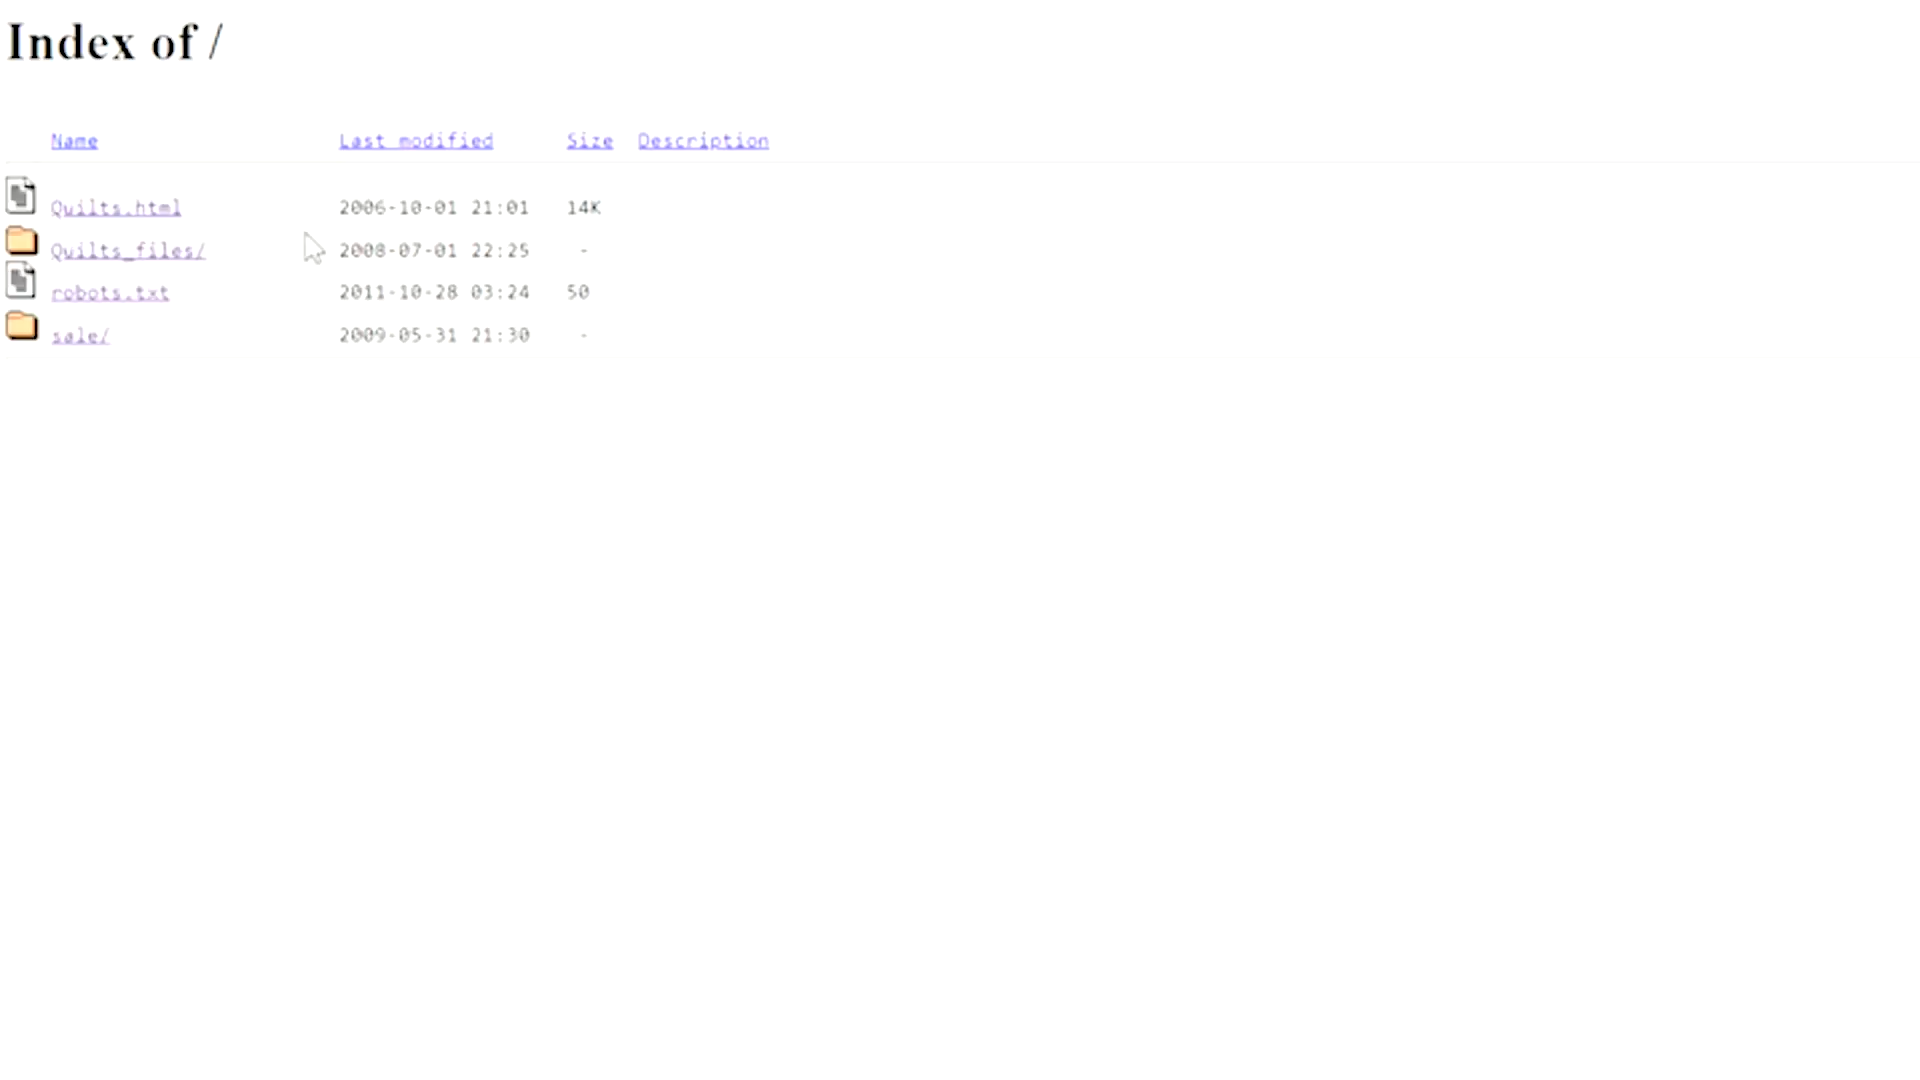 Index of /
Name Last modified Size Description
Quilts.html 2006-10-01 21:01 14K
Quilts_files/ 2008-07-01 22:25 -
robots.txt 2011-10-28 03:24 50
sale/ 2009-05-31 21:30 -